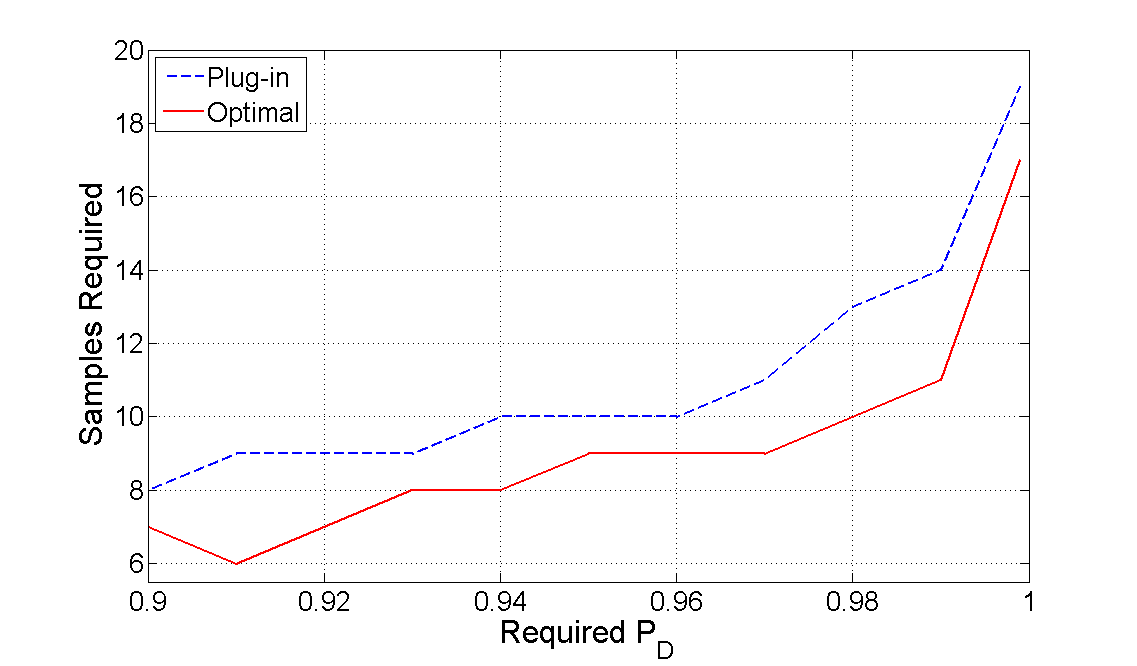 20
18
16
14
12
10
8
6
Samples Required
Plug-in
Optimal
0.9 0.92 0.94 0.96 0.98 1
Required P_D